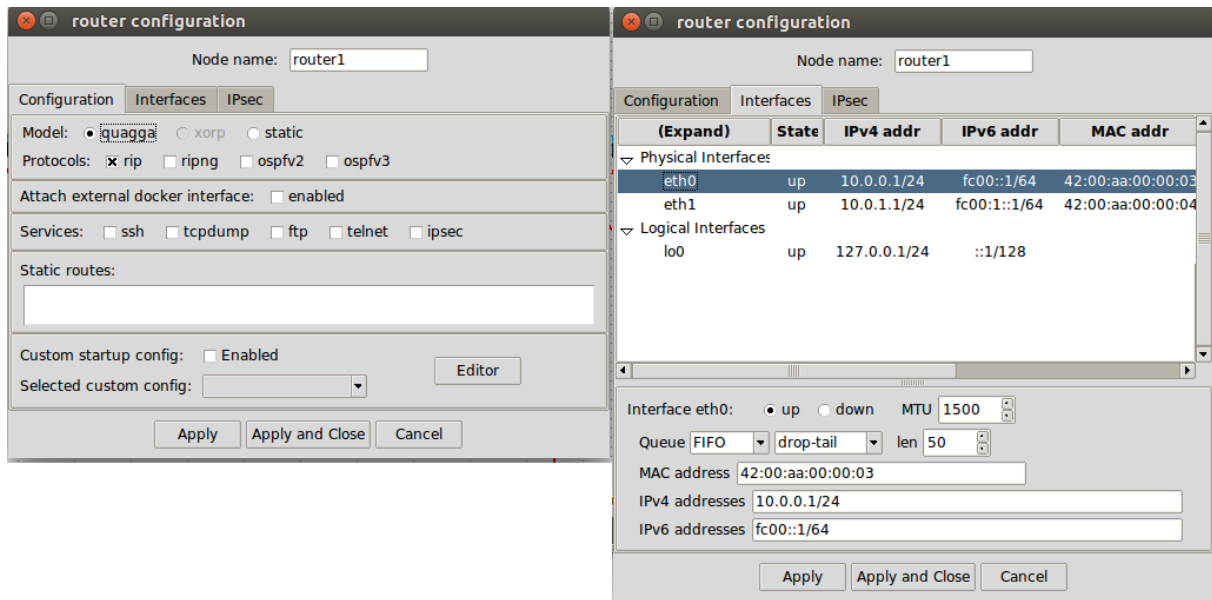 router configuration
Node name: router1
Configuration Interfaces IPsec
Model: quagga xorp static
Protocols: rip ripng ospfv2 ospfv3
Attach external docker interface: enabled
Services: ssh tcpdump ftp telnet ipsec
Static routes:
Custom startup config: Enabled
Editor
Selected custom config:
Apply Apply and Close Cancel
router configuration
Node name: router1
Configuration Interfaces IPsec
(Expand) State IPv4 addr IPv6 addr MAC addr
Physical Interfaces
eth0 up 10.0.0.1/24 fc00::1/64 42:00:aa:00:00:03
eth1 up 10.0.1.1/24 fc00:1::1/64 42:00:aa:00:00:04
Logical Interfaces
lo0 up 127.0.0.1/24 ::1/128
Interface eth0: up down MTU 1500
Queue FIFO drop-tail len 50
MAC address 42:00:aa:00:00:03
IPv4 addresses 10.0.0.1/24
IPv6 addresses fc00::1/64
Apply Apply and Close Cancel